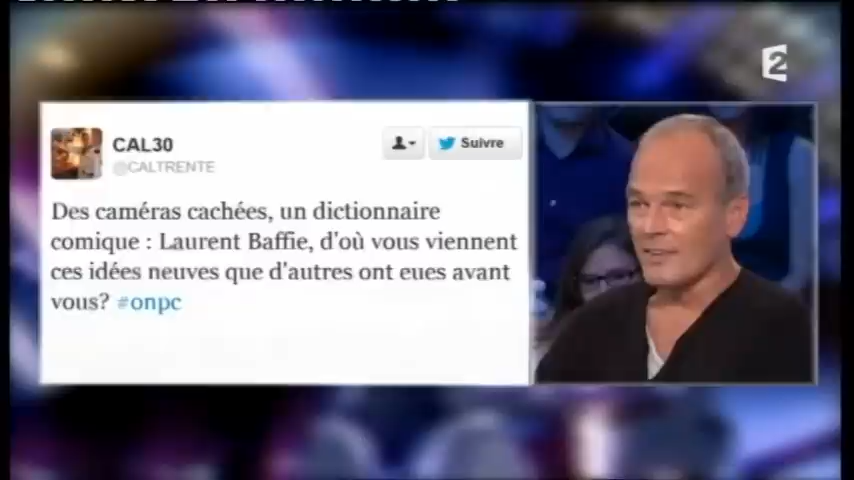 2
CAL30
@CALTRENTE
Suivre
Des caméras cachées, un dictionnaire
comique : Laurent Baffie, d'où vous viennent
ces idées neuves que d'autres ont eues avant
vous? #onpc